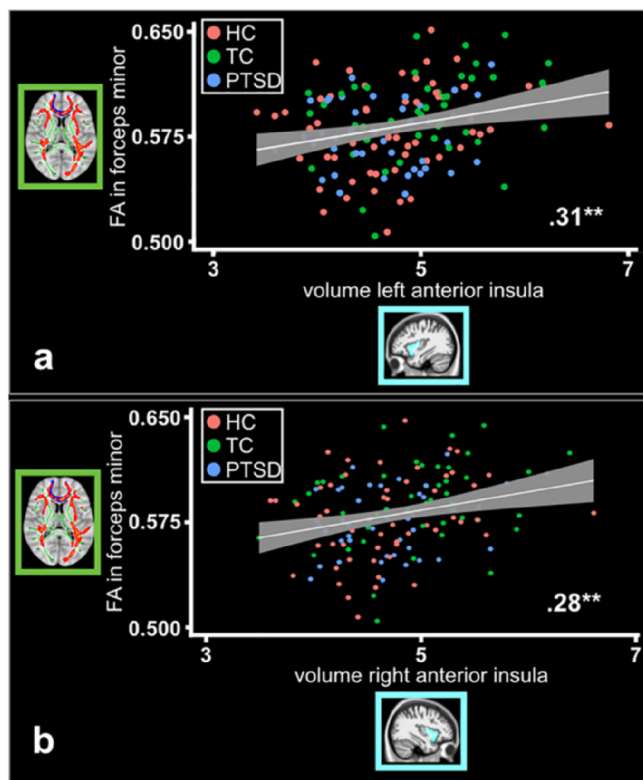 a
FA in forceps minor
0.650
0.575
0.500
HC
TC
PTSD
.31**
3
5
7
volume left anterior insula
b
FA in forceps minor
0.650
0.575
0.500
HC
TC
PTSD
.28**
3
5
7
volume right anterior insula